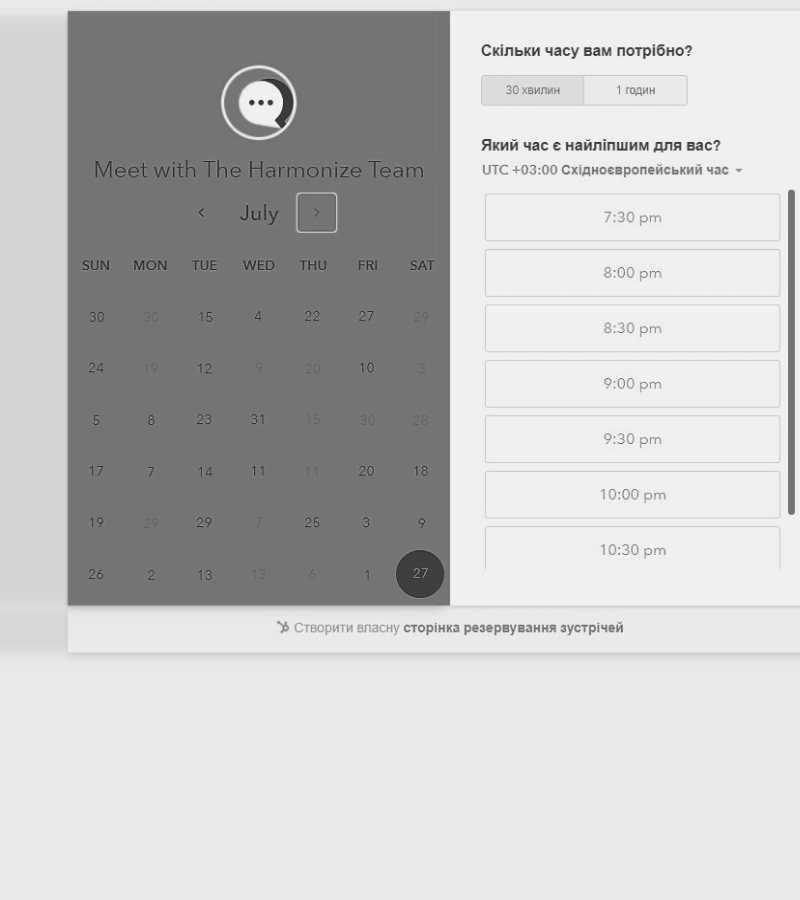 Meet with The Harmonize Team
July
SUN MON TUE WED THU FRI SAT
30 30 15 4 22 27 29
24 19 12 9 20 10 3
5 8 23 31 15 30 28
17 7 14 11 11 20 18
19 29 29 7 25 3 9
26 2 13 13 6 1 27
Скільки часу вам потрібно?
30 хвилин 1 годин
Який час є найліпшим для вас?
UTC +03:00 Східноєвропейський час
7:30 pm
8:00 pm
8:30 pm
9:00 pm
9:30 pm
10:00 pm
10:30 pm
Створити власну сторінка резервування зустрічей